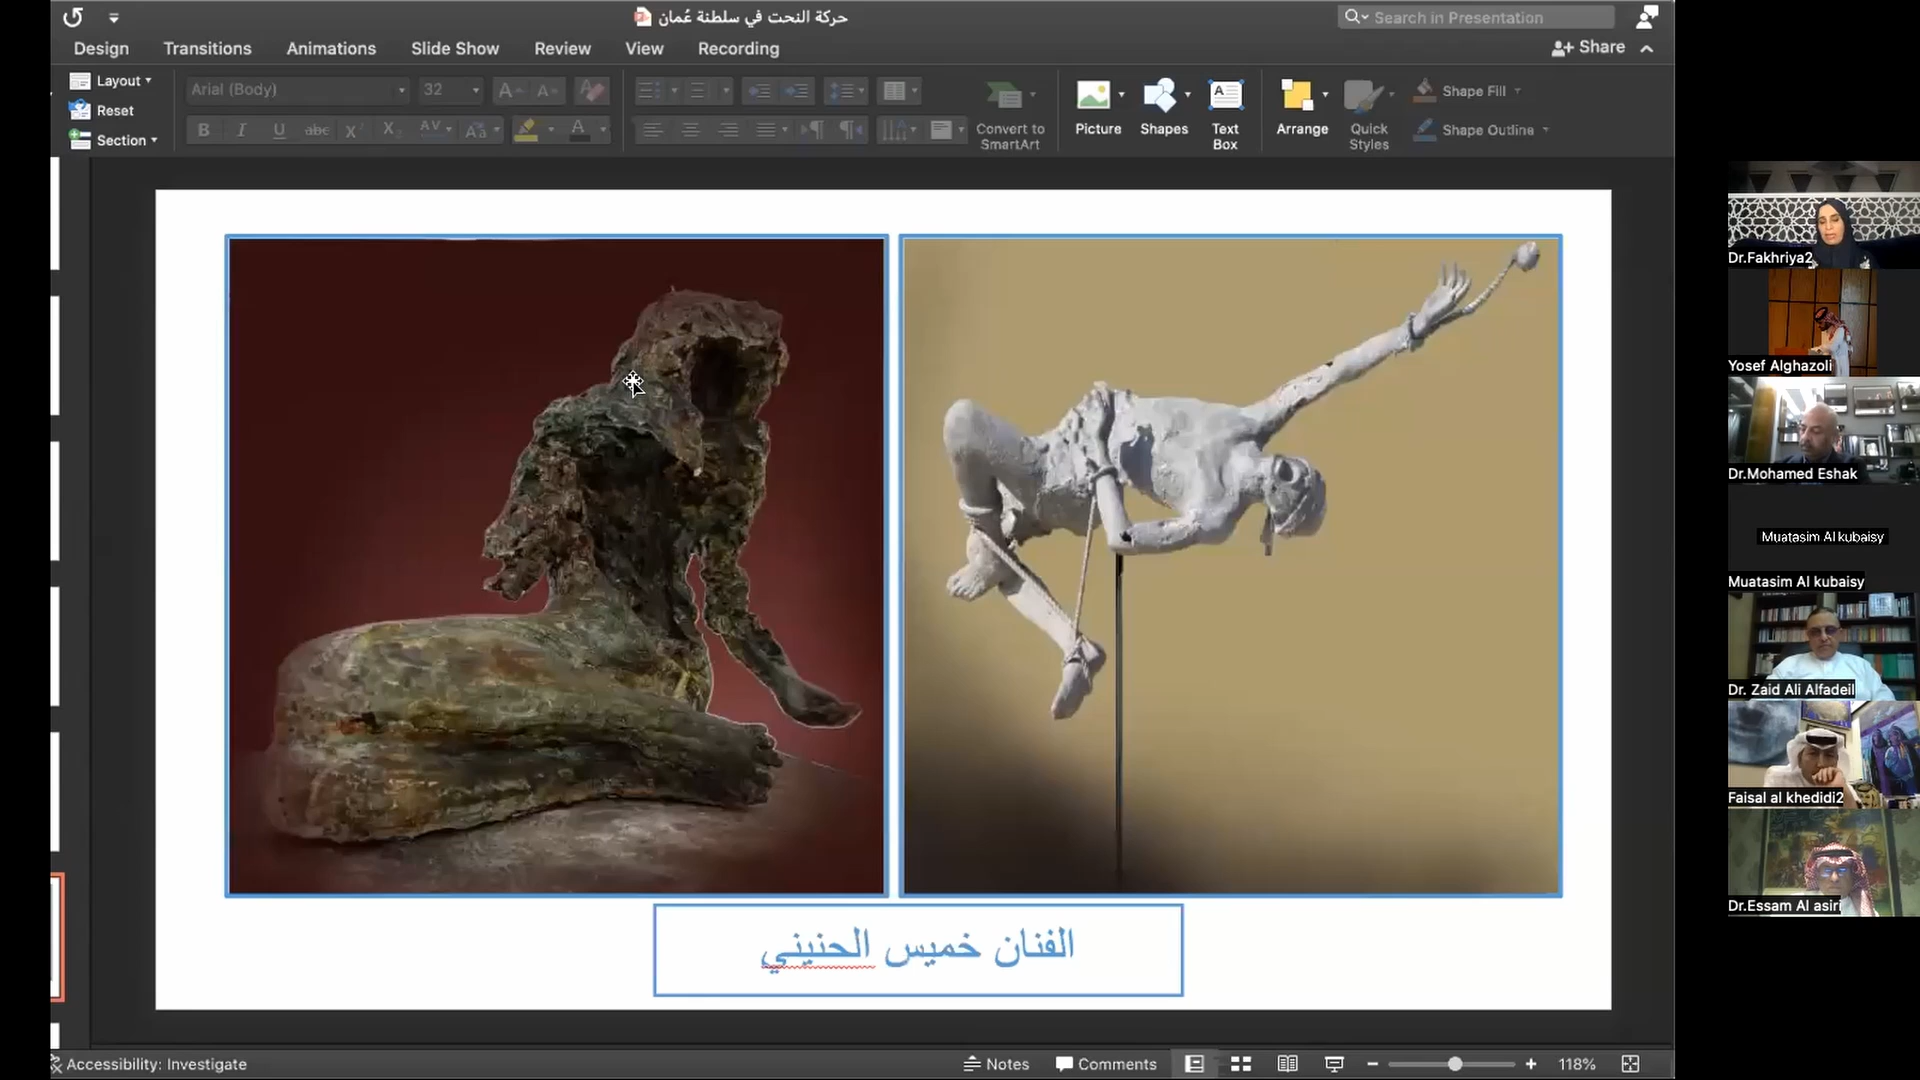 حركة النحت في سلطنة عُمان
Search in Presentation
Design
Transitions
Animations
Slide Show
Review
View
Recording
Share
Layout
Reset
Section
Arial (Body)
32
Convert to
SmartArt
Picture
Shapes
Text
Box
Arrange
Quick
Styles
Shape Fill
Shape Outline
الفنان خميس الحنيني
Dr.Fakhriya2
Yosef Alghazoli
Dr.Mohamed Eshak
Muatasim Al kubaisy
Muatasim Al kubaisy
Dr. Zaid Ali Alfadeil
Faisal al khedidi2
Dr.Essam Al asiri
Accessibility: Investigate
Notes
Comments
118%